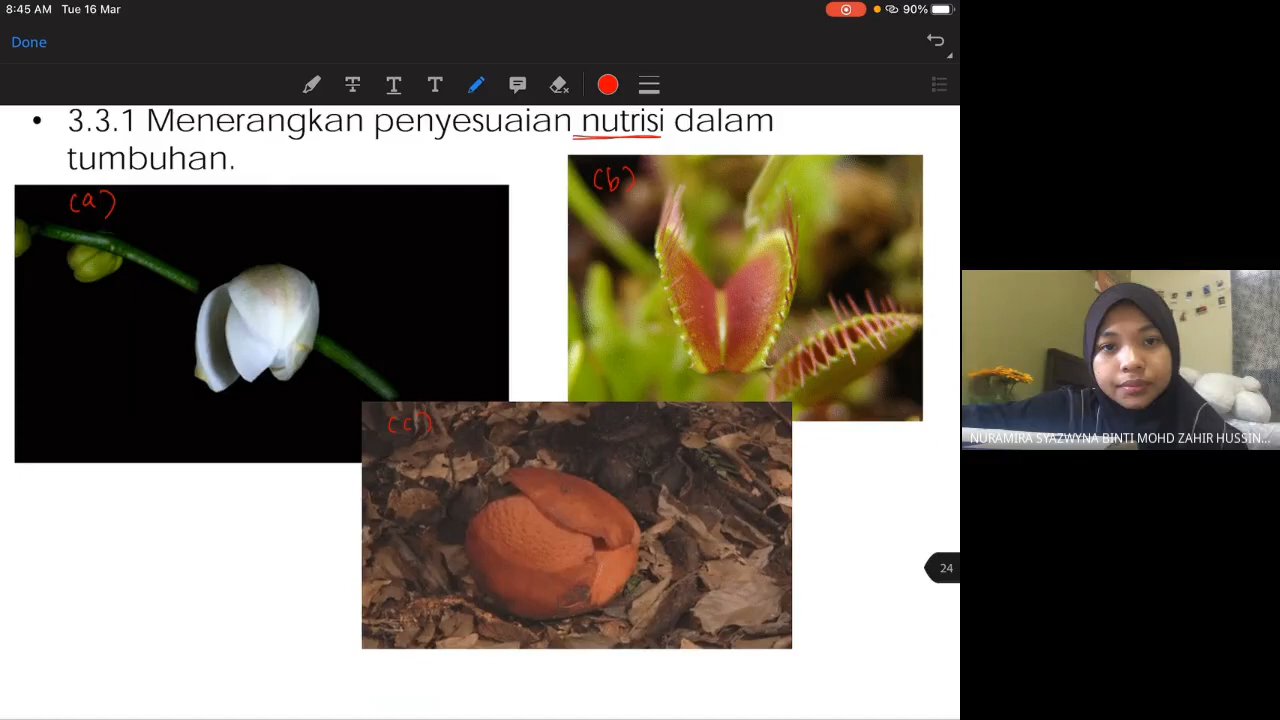 8:45 AM Tue 16 Mar
90%
Done
T T T
• 3.3.1 Menerangkan penyesuaian nutrisi dalam
tumbuhan.
(a)
(b)
(c)
NURAMIRA SYAZWYNA BINTI MOHD ZAHIR HUSSIN...
24